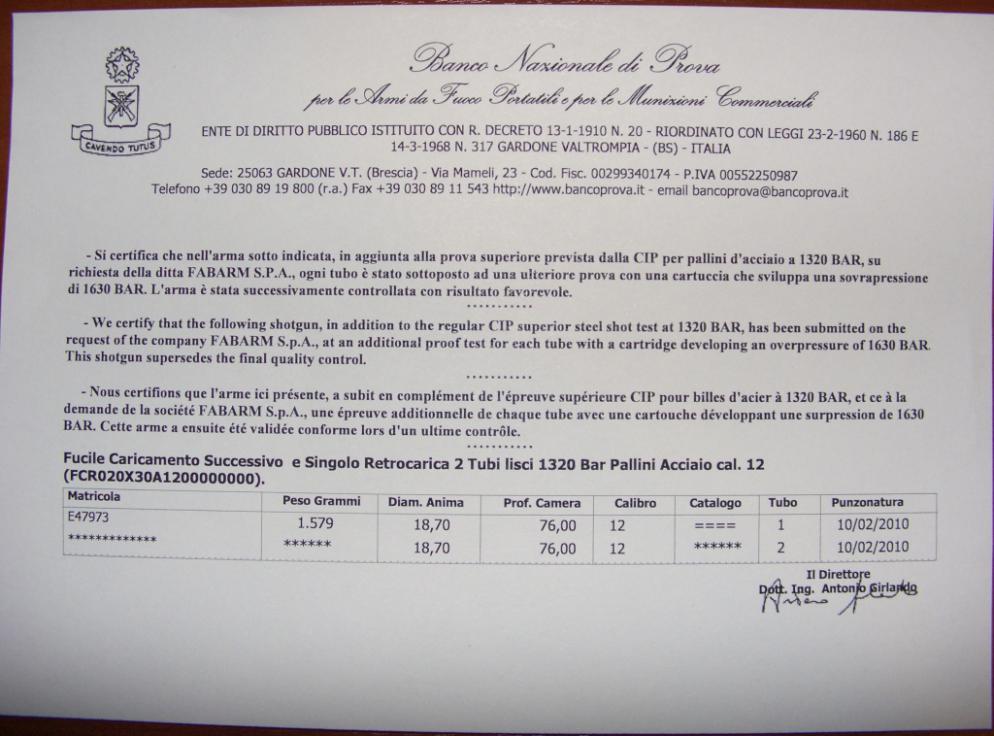 Banco Nazionale di Prova
per le Armi da Fuoco Portatili e per le Munizioni Commerciali
CAVENDO TUTUS
ENTE DI DIRITTO PUBBLICO ISTITUITO CON R. DECRETO 13-1-1910 N. 20 - RIORDINATO CON LEGGI 23-2-1960 N. 186 E
14-3-1968 N. 317 GARDONE VALTROMPIA - (BS) - ITALIA
Sede: 25063 GARDONE V.T. (Brescia) - Via Mameli, 23 - Cod. Fisc. 00299340174 - P.IVA 00552250987
Telefono +39 030 89 19 800 (r.a.) Fax +39 030 89 11 543 http://www.bancoprova.it - email bancoprova@bancoprova.it
- Si certifica che nell'arma sotto indicata, in aggiunta alla prova superiore prevista dalla CIP per pallini d'acciaio a 1320 BAR, su
richiesta della ditta FABARM S.P.A., ogni tubo è stato sottoposto ad una ulteriore prova con una cartuccia che sviluppa una sovrapressione
di 1630 BAR. L'arma è stata successivamente controllata con risultato favorevole.
***********
- We certify that the following shotgun, in addition to the regular CIP superior steel shot test at 1320 BAR, has been submitted on the
request of the company FABARM S.p.A., at an additional proof test for each tube with a cartridge developing an overpressure of 1630 BAR.
This shotgun supersedes the final quality control.
***********
- Nous certifions que l'arme ici présente, a subit en complément de l'épreuve supérieure CIP pour billes d'acier à 1320 BAR, et ce à la
demande de la société FABARM S.p.A., une épreuve additionnelle de chaque tube avec une cartouche développant une surpression de 1630
BAR. Cette arme a ensuite été validée conforme lors d'un ultime contrôle.
***********
Fucile Caricamento Successivo e Singolo Retrocarica 2 Tubi lisci 1320 Bar Pallini Acciaio cal. 12
(FCR020X30A1200000000).
Matricola Peso Grammi Diam. Anima Prof. Camera Calibro Catalogo Tubo Punzonatura
E47973 1.579 18,70 76,00 12 ==== 1 10/02/2010
************* ****** 18,70 76,00 12 ****** 2 10/02/2010
Il Direttore
Dott. Ing. Antonio Girlando